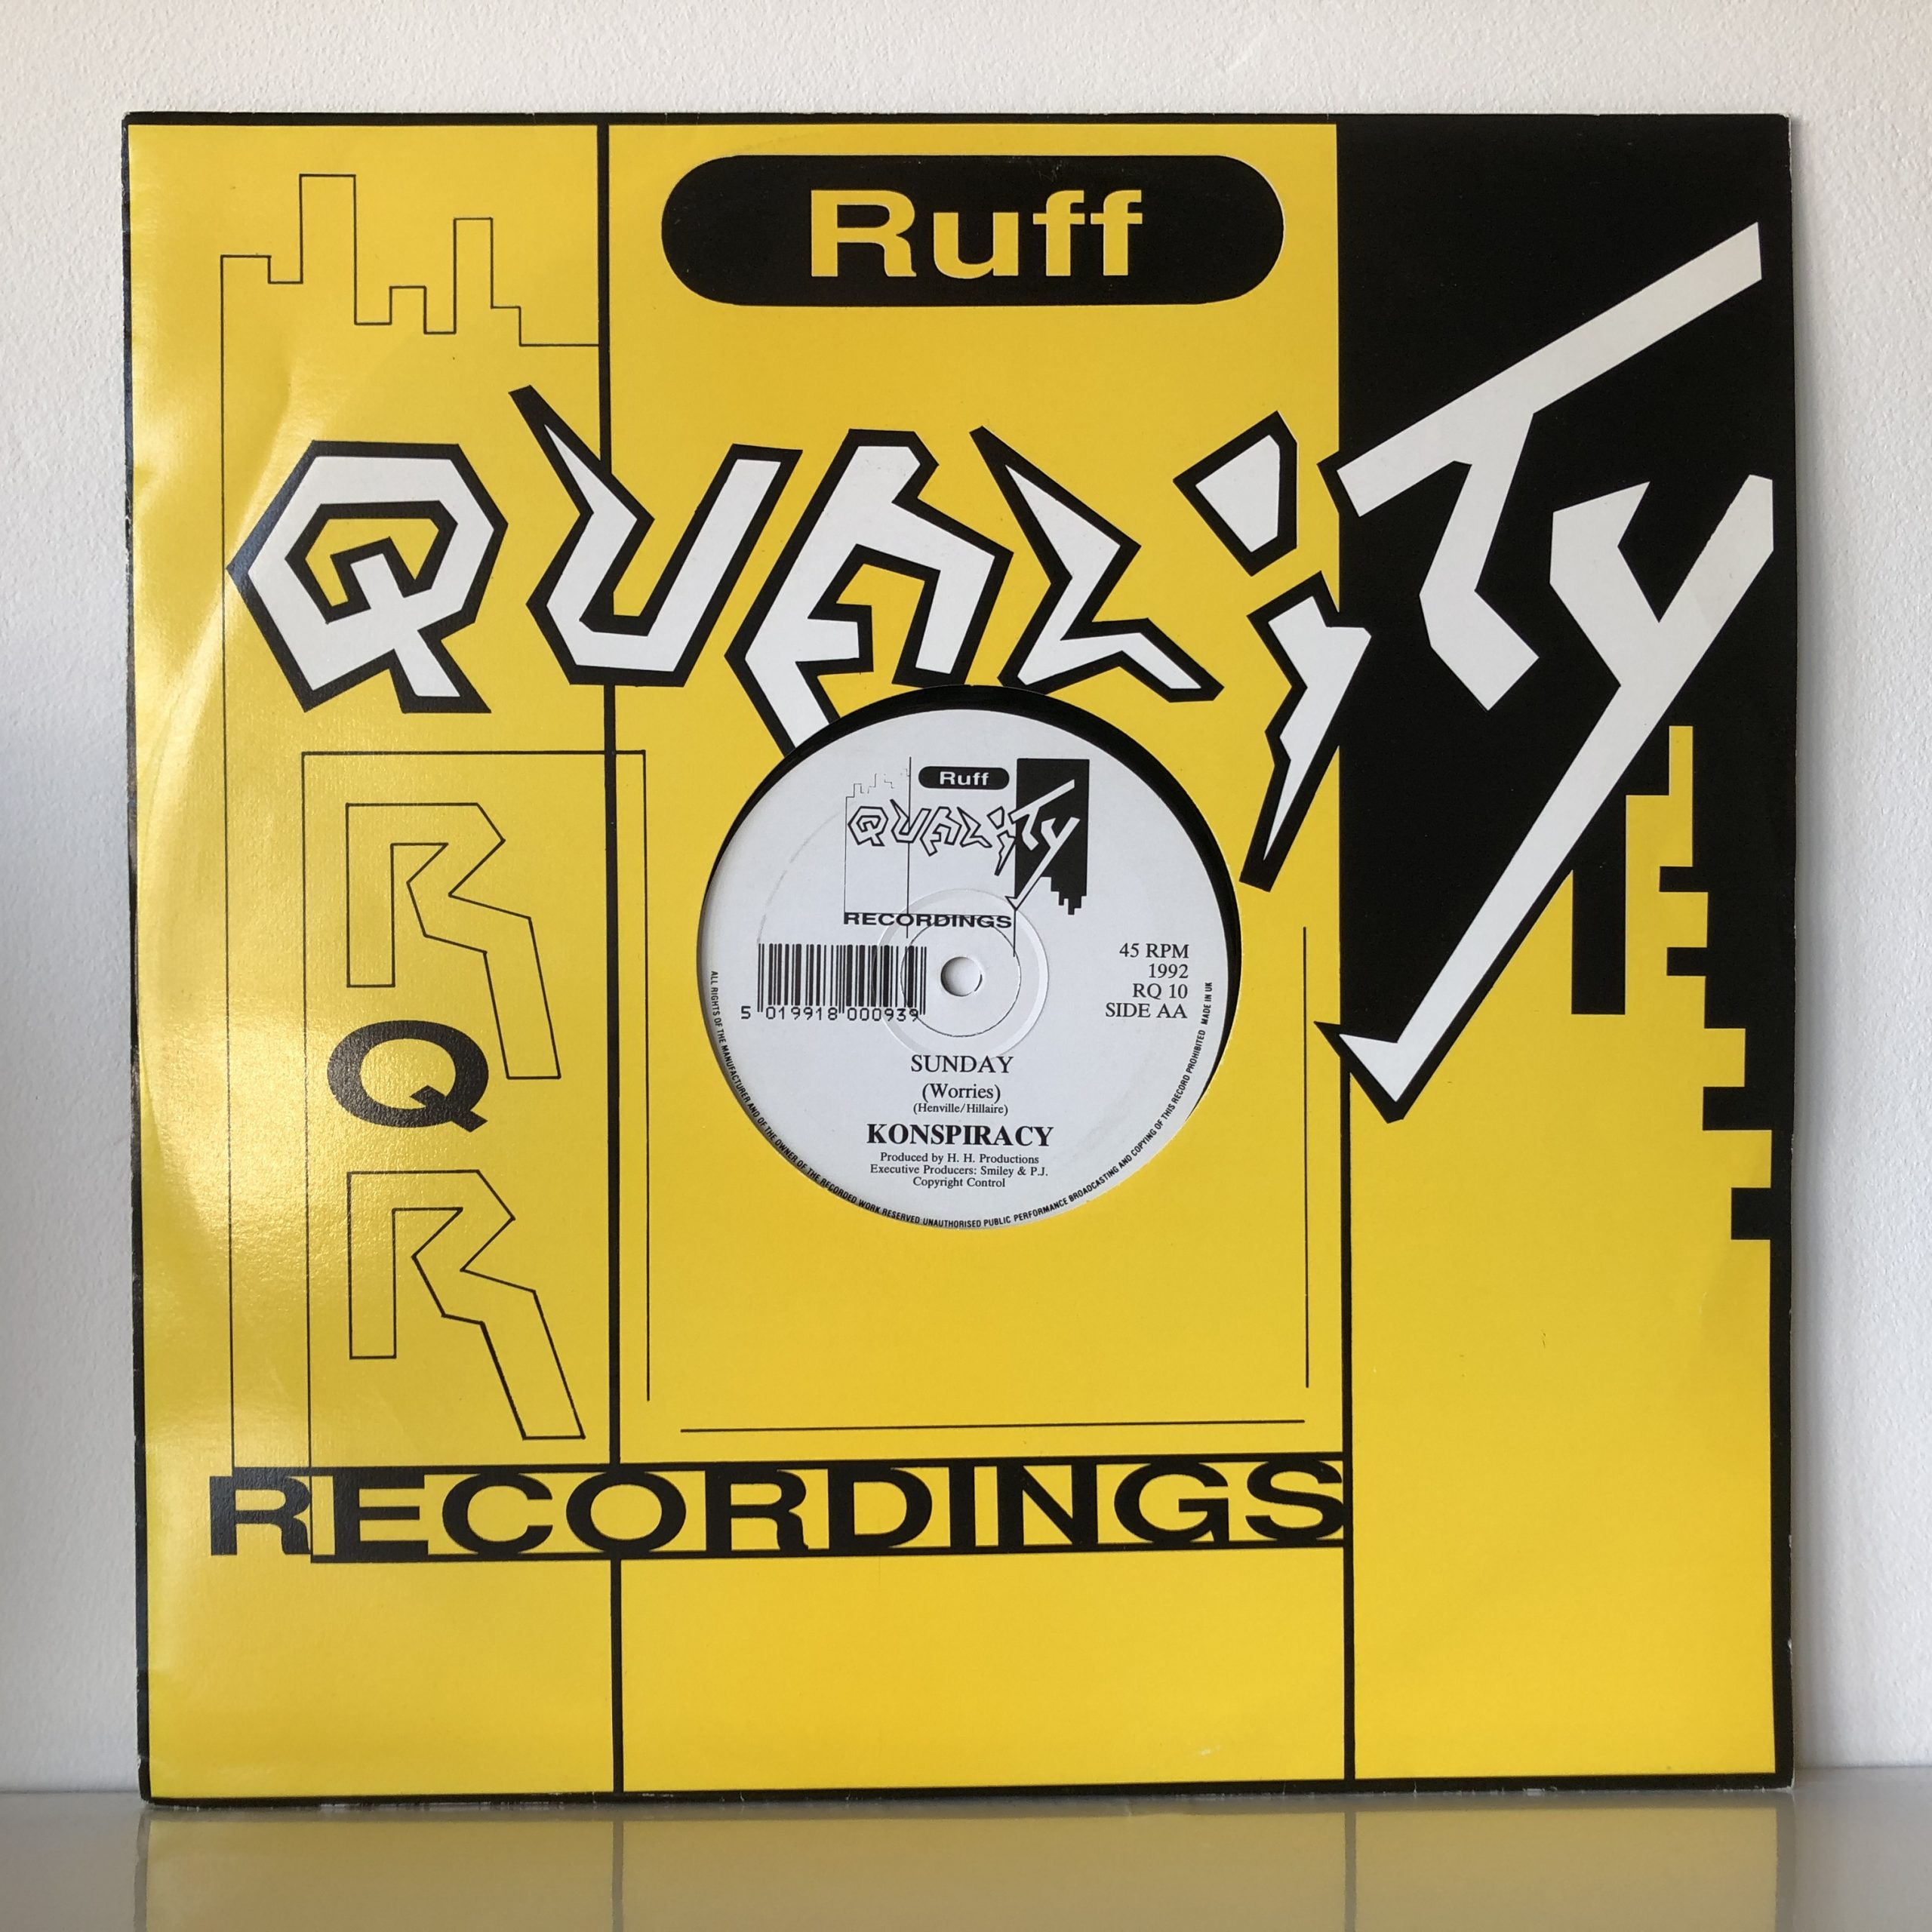 Ruff
QUALiTy
Ruff
QUALiTy
RECORDINGS
45 RPM
1992
RQ 10
SIDE AA
5 019918 000939
SUNDAY
(Worries)
(Henville/Hillaire)
KONSPIRACY
Produced by H. H. Productions
Executive Producers: Smiley & P.J.
Copyright Control
ALL RIGHTS OF THE MANUFACTURER AND OF THE OWNER OF THE RECORDED WORK RESERVED UNAUTHORISED PUBLIC PERFORMANCE BROADCASTING AND COPYING OF THIS RECORD PROHIBITED MADE IN UK
R
Q
R
RECORDINGS